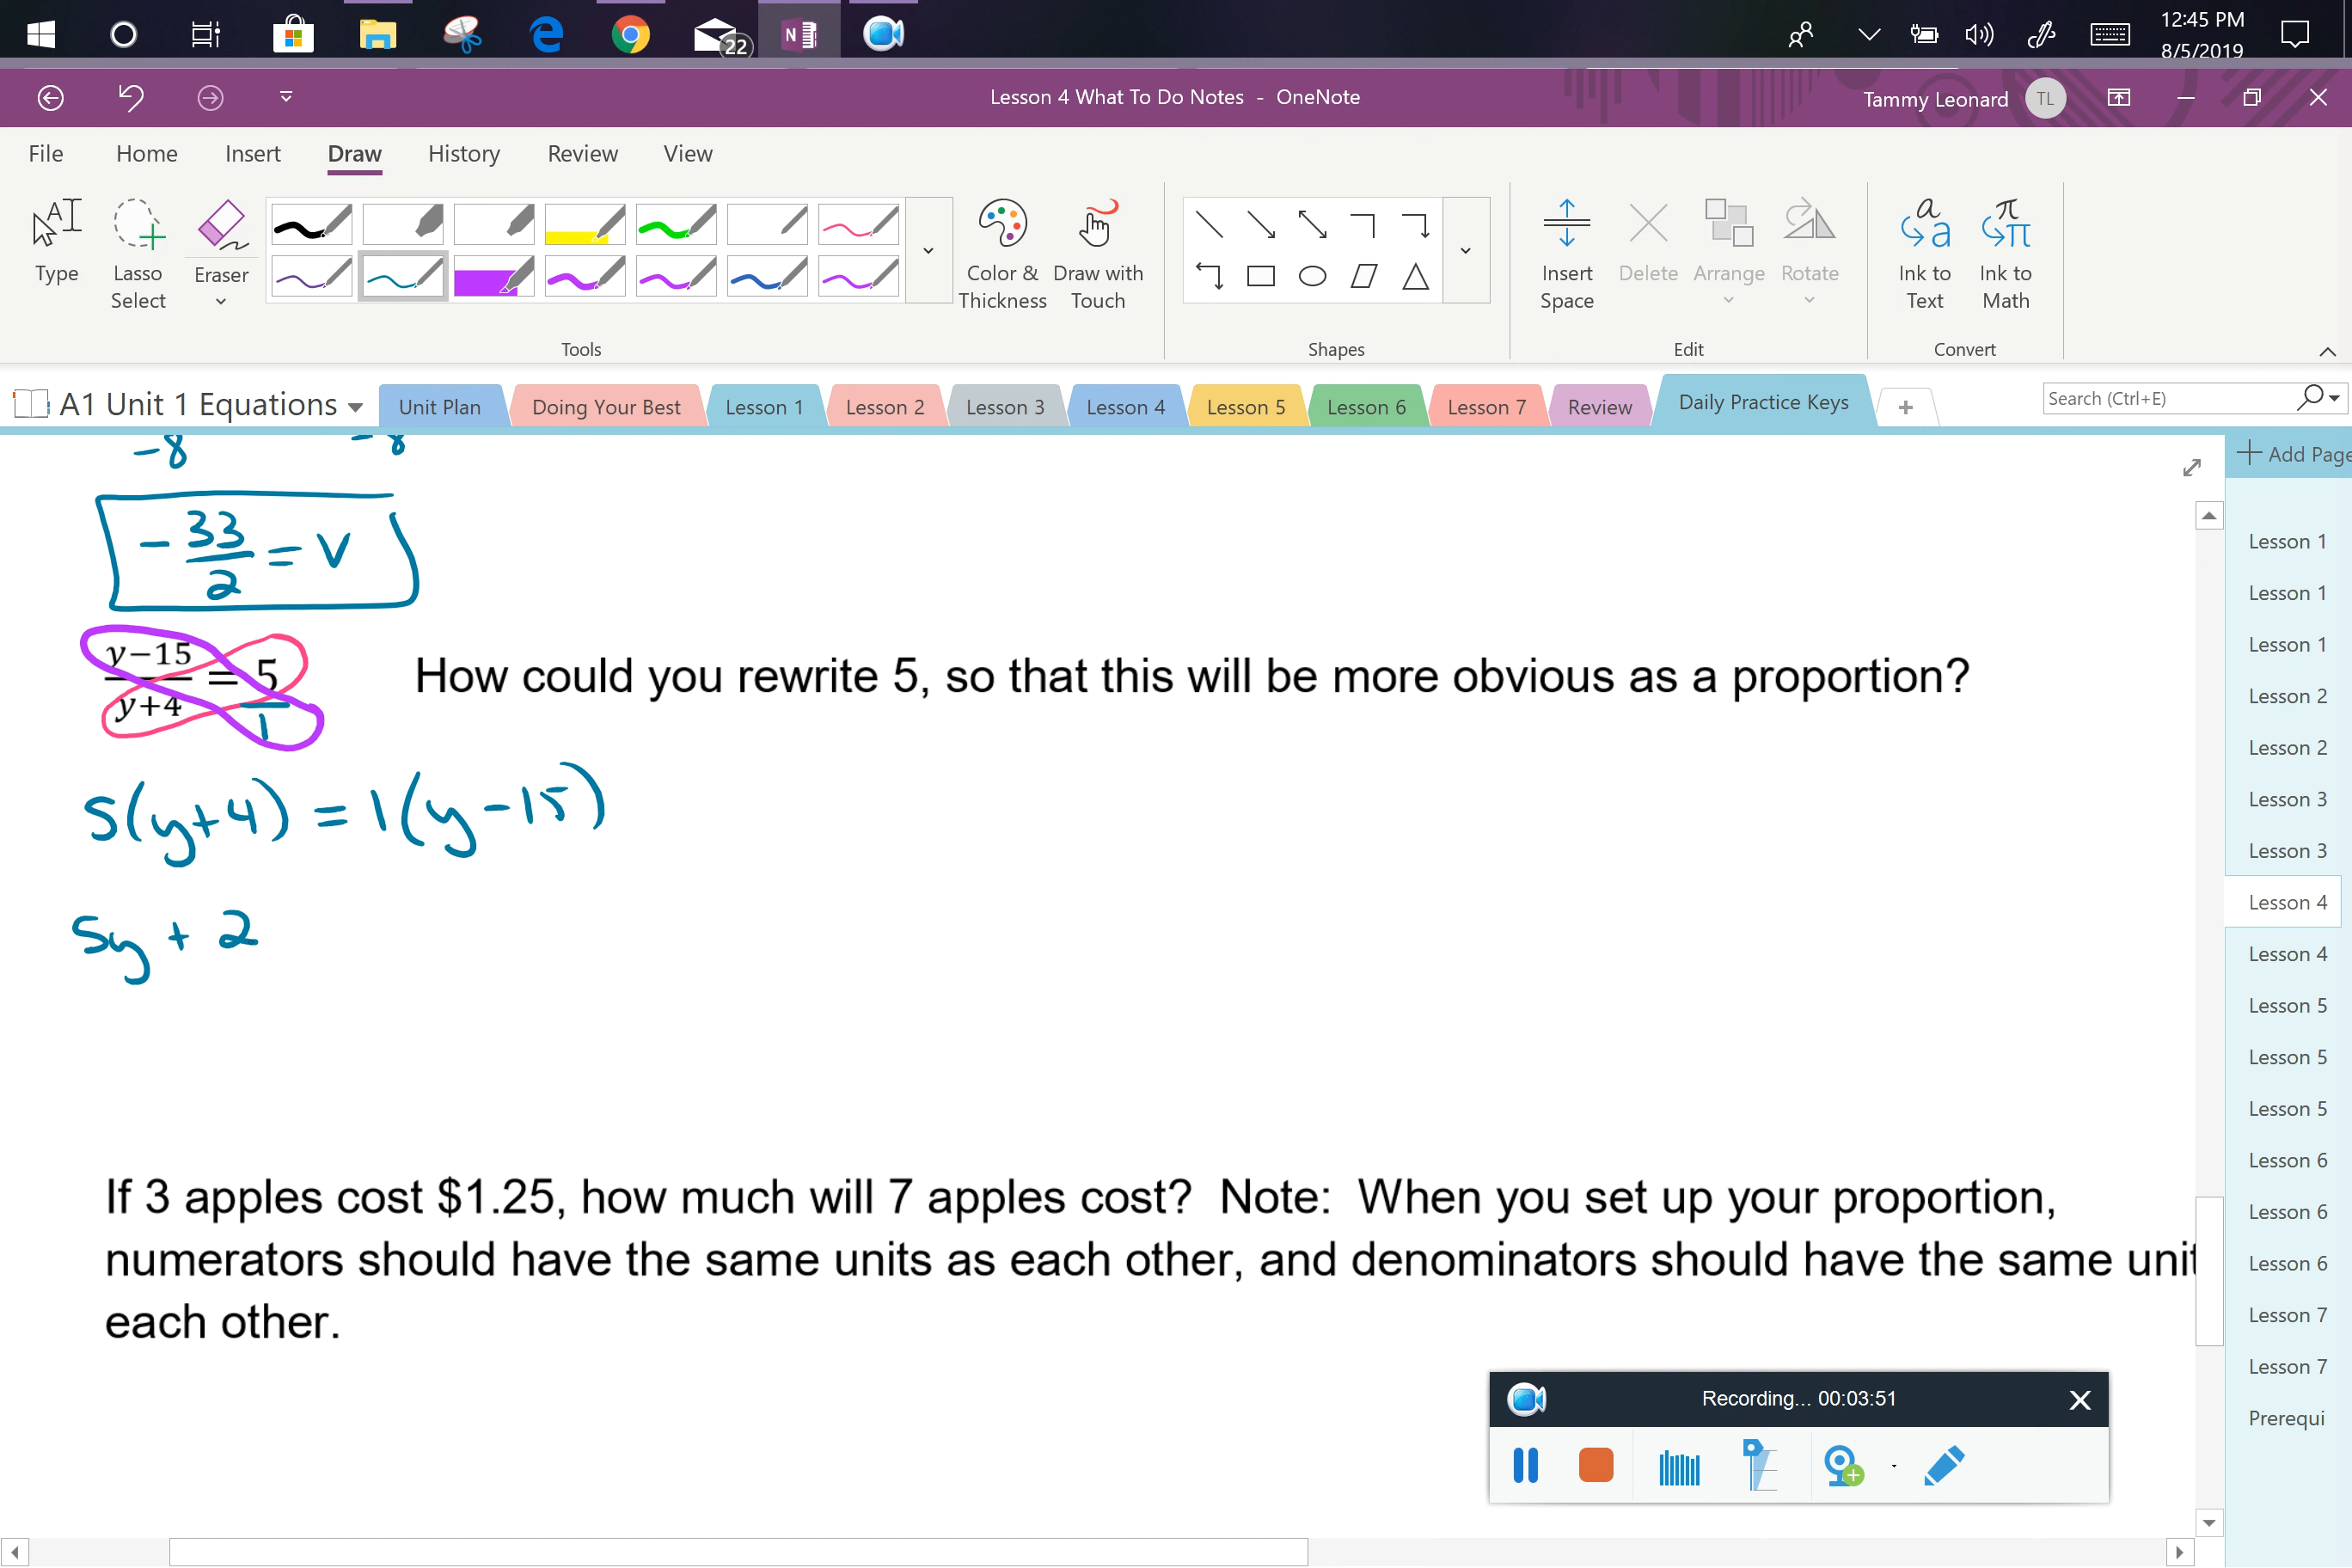 22
12:45 PM
8/5/2019
Lesson 4 What To Do Notes - OneNote
Tammy Leonard
TL
File
Home
Insert
Draw
History
Review
View
Type
Lasso
Select
Eraser
Color &
Thickness
Draw with
Touch
Insert
Space
Delete
Arrange
Rotate
Ink to
Text
Ink to
Math
Tools
Shapes
Edit
Convert
A1 Unit 1 Equations
Unit Plan
Doing Your Best
Lesson 1
Lesson 2
Lesson 3
Lesson 4
Lesson 5
Lesson 6
Lesson 7
Review
Daily Practice Keys
+
Search (Ctrl+E)
Add Page
-8 -8
-33/2 = v
(y-15)/(y+4) = 5/1
How could you rewrite 5, so that this will be more obvious as a proportion?
5(y+4) = 1(y-15)
5y + 2
If 3 apples cost $1.25, how much will 7 apples cost? Note: When you set up your proportion,
numerators should have the same units as each other, and denominators should have the same unit
each other.
Recording... 00:03:51
Lesson 1
Lesson 1
Lesson 1
Lesson 2
Lesson 2
Lesson 3
Lesson 3
Lesson 4
Lesson 4
Lesson 5
Lesson 5
Lesson 5
Lesson 6
Lesson 6
Lesson 6
Lesson 7
Lesson 7
Prerequi